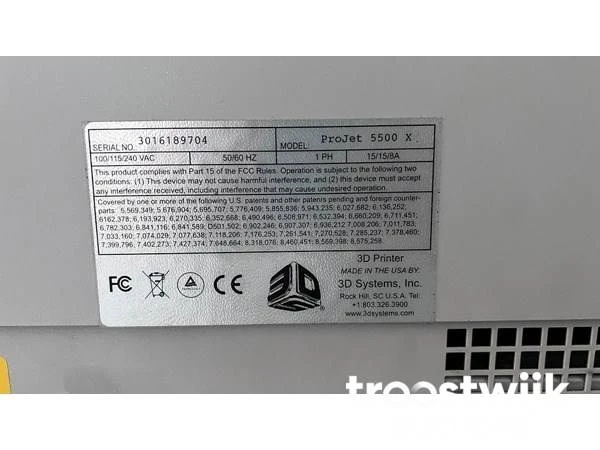 SERIAL NO. 3016189704 MODEL: ProJet 5500 X
100/115/240 VAC 50/60 HZ 1 PH 15/15/8A
This product complies with Part 15 of the FCC Rules. Operation is subject to the following two
conditions: (1) This device may not cause harmful interference, and (2) this device must accept
any interference received, including interference that may cause undesired operation.
Covered by one or more of the following U.S. patents and other patents pending and foreign counter-
parts. 5,569,349; 5,676,904; 5,695,707; 5,776,409; 5,855,836; 5,943,235; 6,027,682; 6,136,252;
6162,378; 6,193,923; 6,270,335; 6,352,668; 6,490,496; 6,508,971; 6,532,394; 6,660,209; 6,711,451;
6,782,303; 6,841,116; 6,841,589; D501,502; 6,902,246; 6,907,307; 6,936,212 7,008,206; 7,011,783;
7,033,160; 7,074,029; 7,077,638; 7,118,206; 7,176,253; 7,261,541; 7,270,528; 7,285,237; 7,378,460;
7,399,796; 7,402,273; 7,427,374; 7,648,664; 8,318,076; 8,460,451; 8,569,398; 8,575,258.
3D Printer
MADE IN THE USA BY:
3D Systems, Inc.
Rock Hill, SC U.S.A. Tel:
+1.803.326.3900
www.3dsystems.com
FC CE
3D
troostwijk